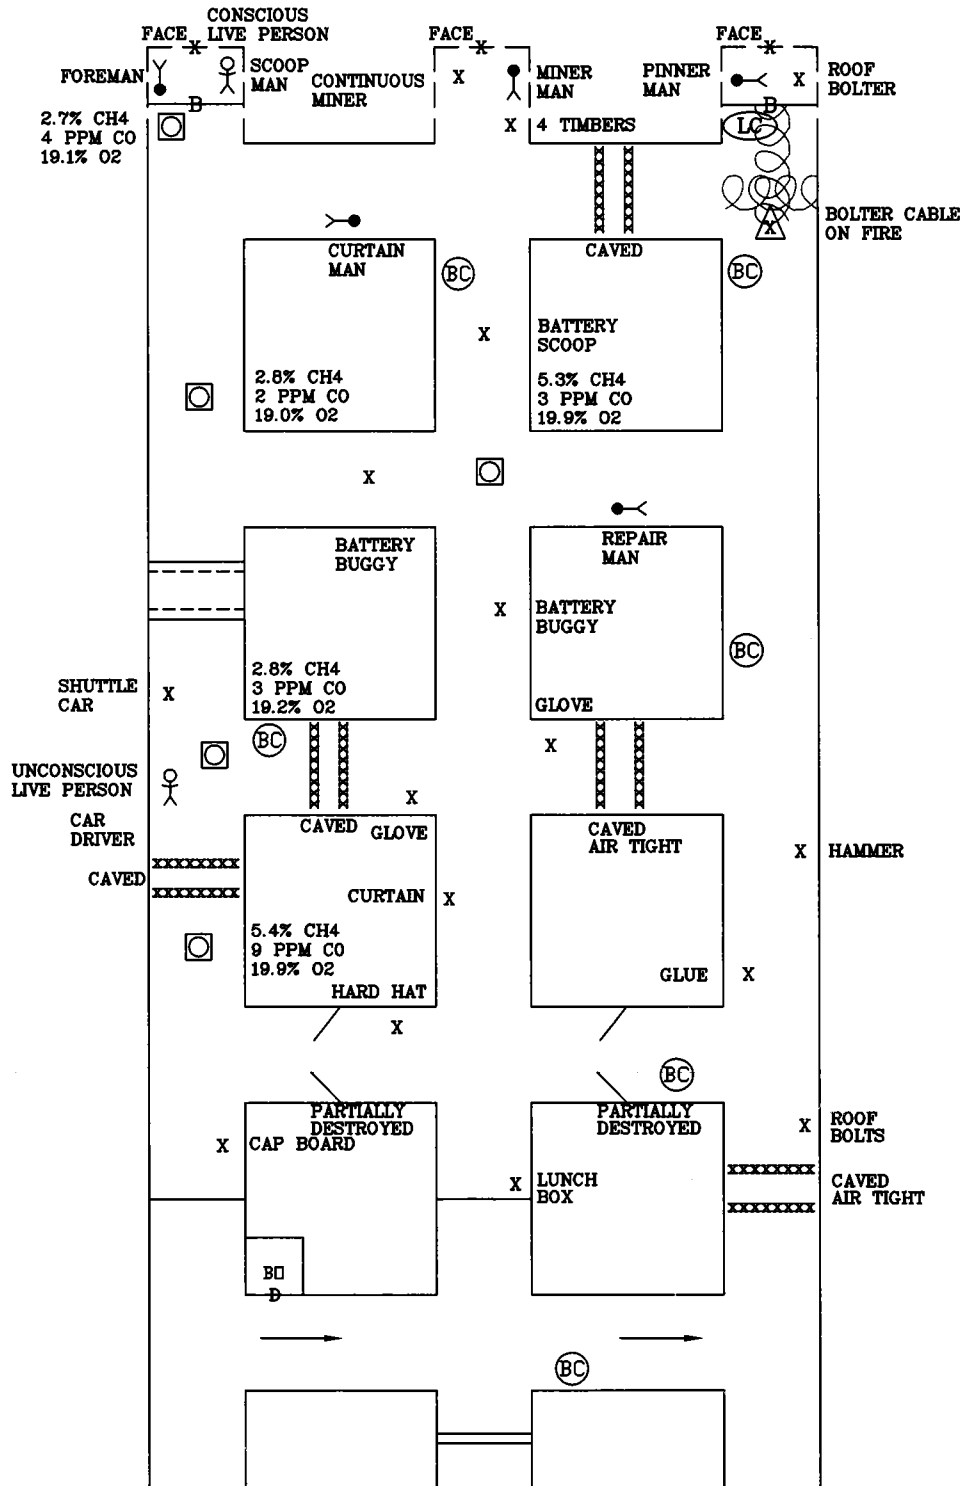 CONSCIOUS
LIVE PERSON
FACE
X
FACE
X
FACE
X
FOREMAN
SCOOP
MAN
CONTINUOUS
MINER
X
MINER
MAN
PINNER
MAN
X
ROOF
BOLTER
B
B
2.7% CH4
4 PPM CO
19.1% O2
X
4 TIMBERS
LC
X
BOLTER CABLE
ON FIRE
CURTAIN
MAN
BC
CAVED
BC
X
BATTERY
SCOOP
2.8% CH4
2 PPM CO
19.0% O2
5.3% CH4
3 PPM CO
19.9% O2
X
BATTERY
BUGGY
REPAIR
MAN
X
BATTERY
BUGGY
BC
2.8% CH4
3 PPM CO
19.2% O2
SHUTTLE
CAR
X
GLOVE
BC
X
UNCONSCIOUS
LIVE PERSON
CAR
DRIVER
X
CAVED
GLOVE
CAVED
AIR TIGHT
X
HAMMER
CAVED
CURTAIN
X
5.4% CH4
9 PPM CO
19.9% O2
HARD HAT
X
GLUE
X
BC
PARTIALLY
DESTROYED
PARTIALLY
DESTROYED
X
ROOF
BOLTS
X
CAP BOARD
X
LUNCH
BOX
CAVED
AIR TIGHT
B
D
BC